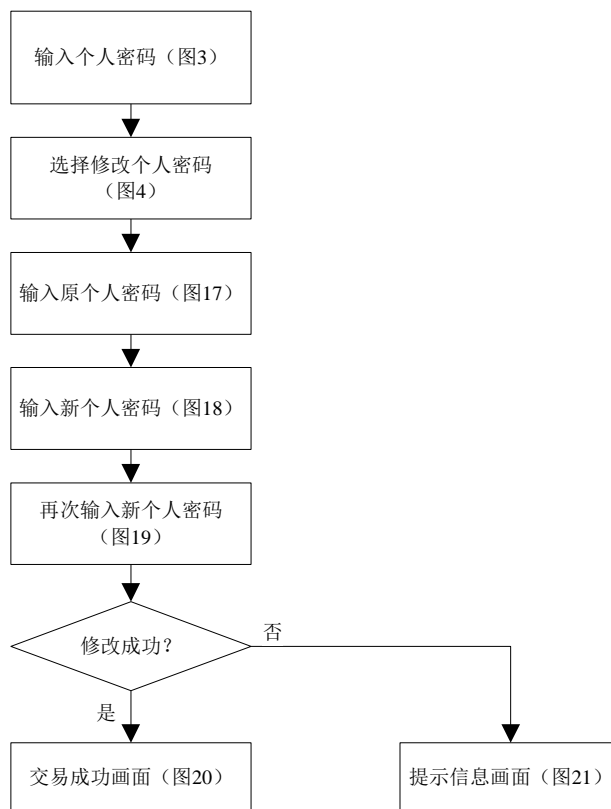 输入个人密码（图3）
选择修改个人密码
（图4）
输入原个人密码（图17）
输入新个人密码（图18）
再次输入新个人密码
（图19）
修改成功？
否
是
交易成功画面（图20）
提示信息画面（图21）